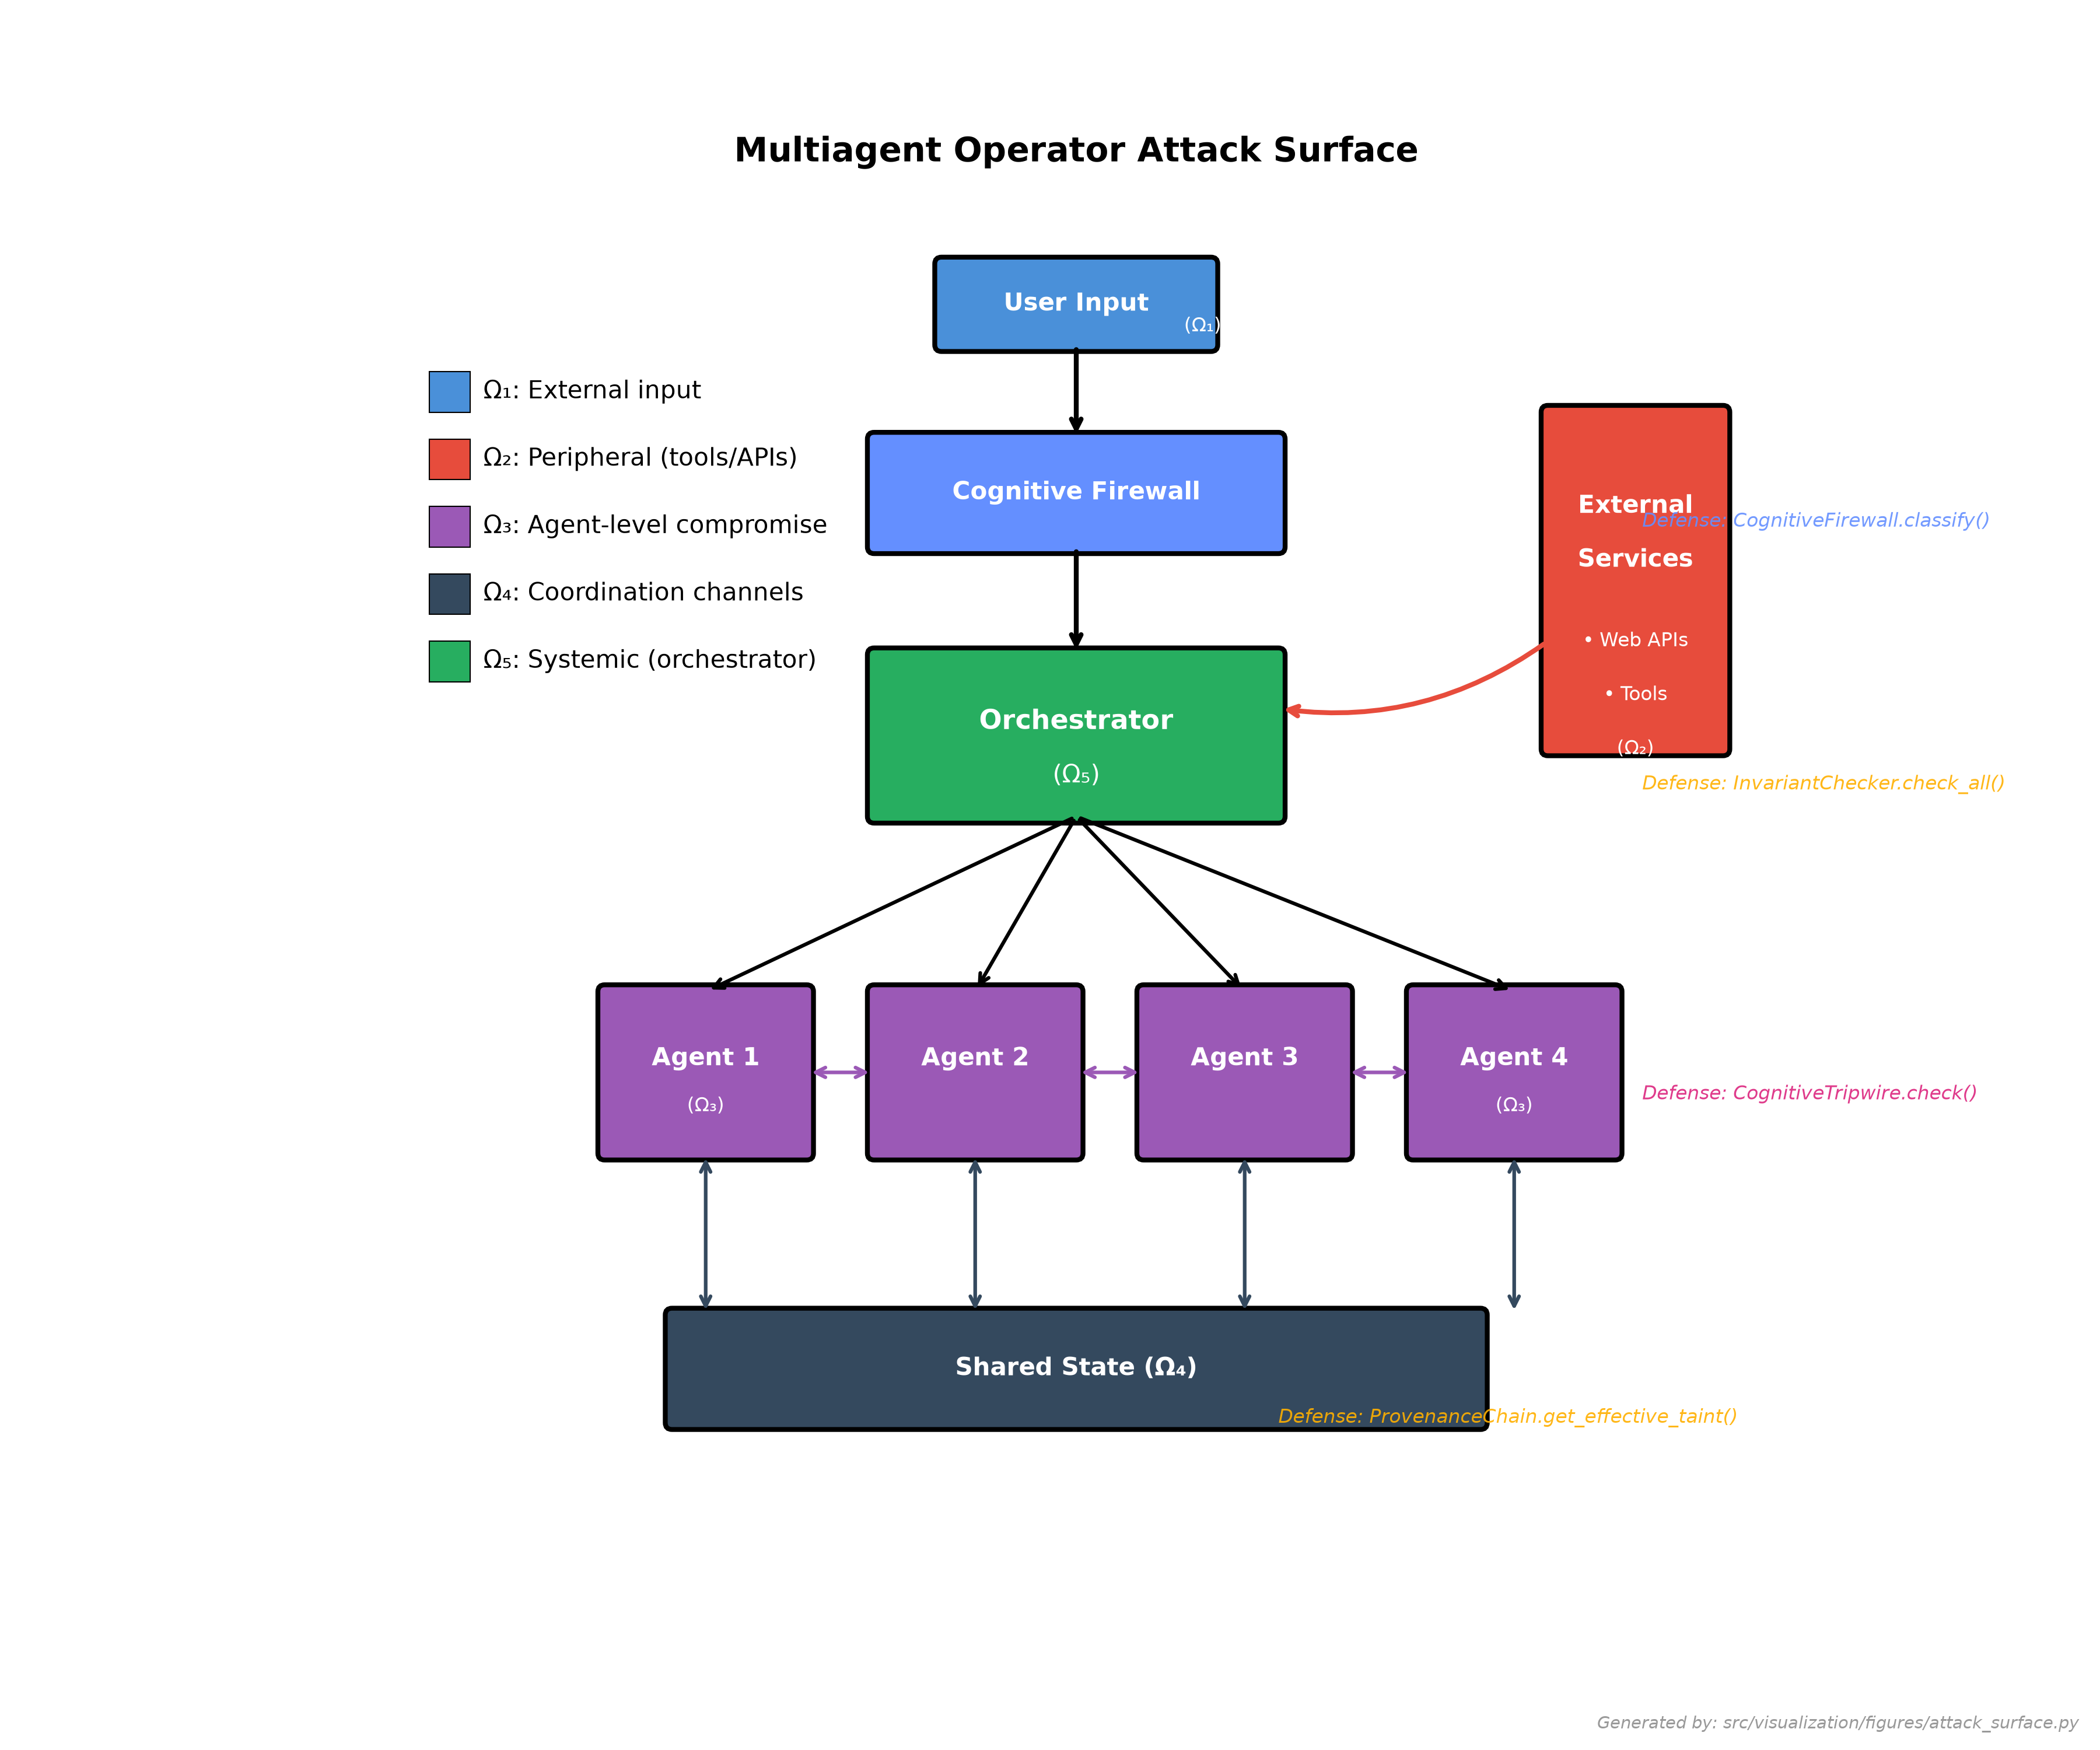 Multiagent Operator Attack Surface
User Input
(Ω₁)
Ω₁: External input
Ω₂: Peripheral (tools/APIs)
Ω₃: Agent-level compromise
Ω₄: Coordination channels
Ω₅: Systemic (orchestrator)
Cognitive Firewall
External
Services
• Web APIs
• Tools
(Ω₂)
Defense: CognitiveFirewall.classify()
Orchestrator
(Ω₅)
Defense: InvariantChecker.check_all()
Agent 1
(Ω₃)
Agent 2
Agent 3
Agent 4
(Ω₃)
Defense: CognitiveTripwire.check()
Shared State (Ω₄)
Defense: ProvenanceChain.get_effective_taint()
Generated by: src/visualization/figures/attack_surface.py